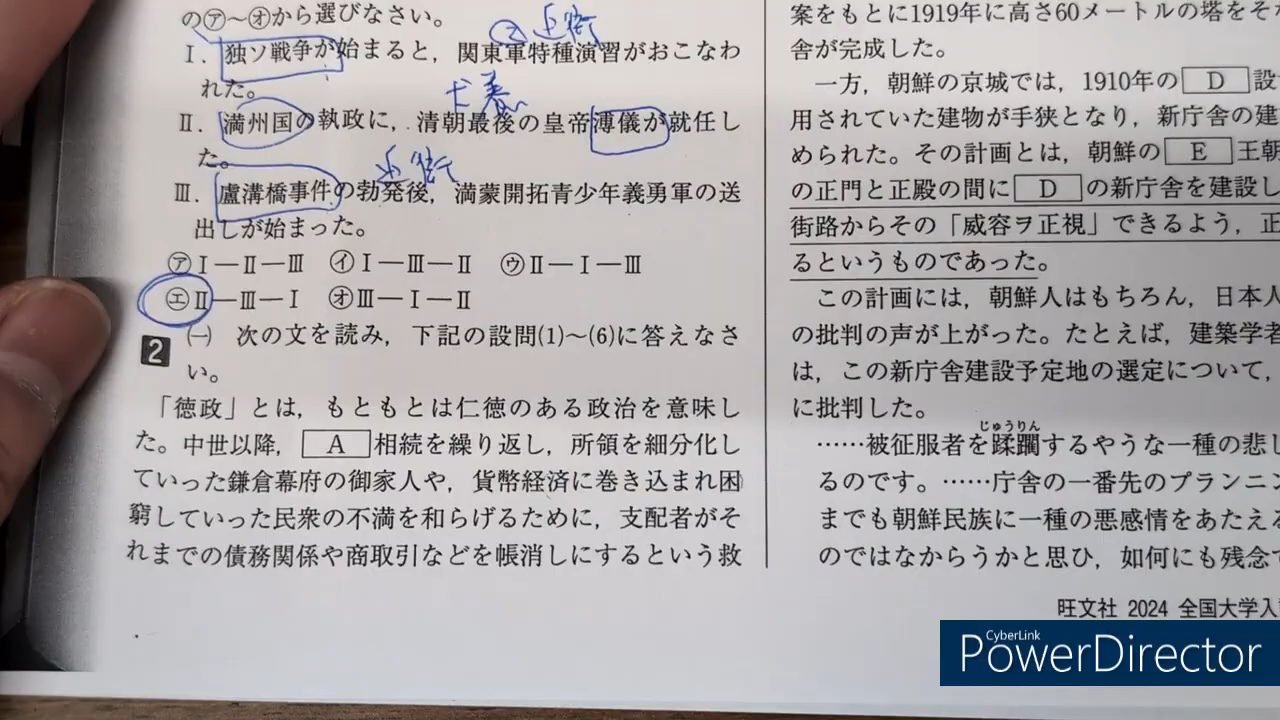 の㋐〜㋔から選びなさい。
Ⅰ．独ソ戦争が始まると，関東軍特種演習がおこなわ
れた。
Ⅱ．満州国の執政に，清朝最後の皇帝溥儀が就任し
た。
Ⅲ．盧溝橋事件の勃発後，満蒙開拓青少年義勇軍の送
出しが始まった。
㋐Ⅰ―Ⅱ―Ⅲ ㋑Ⅰ―Ⅲ―Ⅱ ㋒Ⅱ―Ⅰ―Ⅲ
㋓Ⅱ―Ⅲ―Ⅰ ㋔Ⅲ―Ⅰ―Ⅱ
2 ㈠ 次の文を読み，下記の設問(1)〜(6)に答えなさ
い。
「徳政」とは，もともとは仁徳のある政治を意味し
た。中世以降，A相続を繰り返し，所領を細分化し
ていった鎌倉幕府の御家人や，貨幣経済に巻き込まれ困
窮していった民衆の不満を和らげるために，支配者がそ
れまでの債務関係や商取引などを帳消しにするという救
案をもとに1919年に高さ60メートルの塔をそ
舎が完成した。
一方，朝鮮の京城では，1910年のD設
用されていた建物が手狭となり，新庁舎の建
められた。その計画とは，朝鮮のE王朝
の正門と正殿の間にDの新庁舎を建設し
街路からその「威容ヲ正視」できるよう，正
るというものであった。
この計画には，朝鮮人はもちろん，日本人
の批判の声が上がった。たとえば，建築学者
は，この新庁舎建設予定地の選定について，
に批判した。
じゅうりん
……被征服者を蹂躙するやうな一種の悲し
るのです。……庁舎の一番先のプランニン
までも朝鮮民族に一種の悪感情をあたえる
のではなからうかと思ひ，如何にも残念で
旺文社 2024 全国大学入
CyberLink
PowerDirector